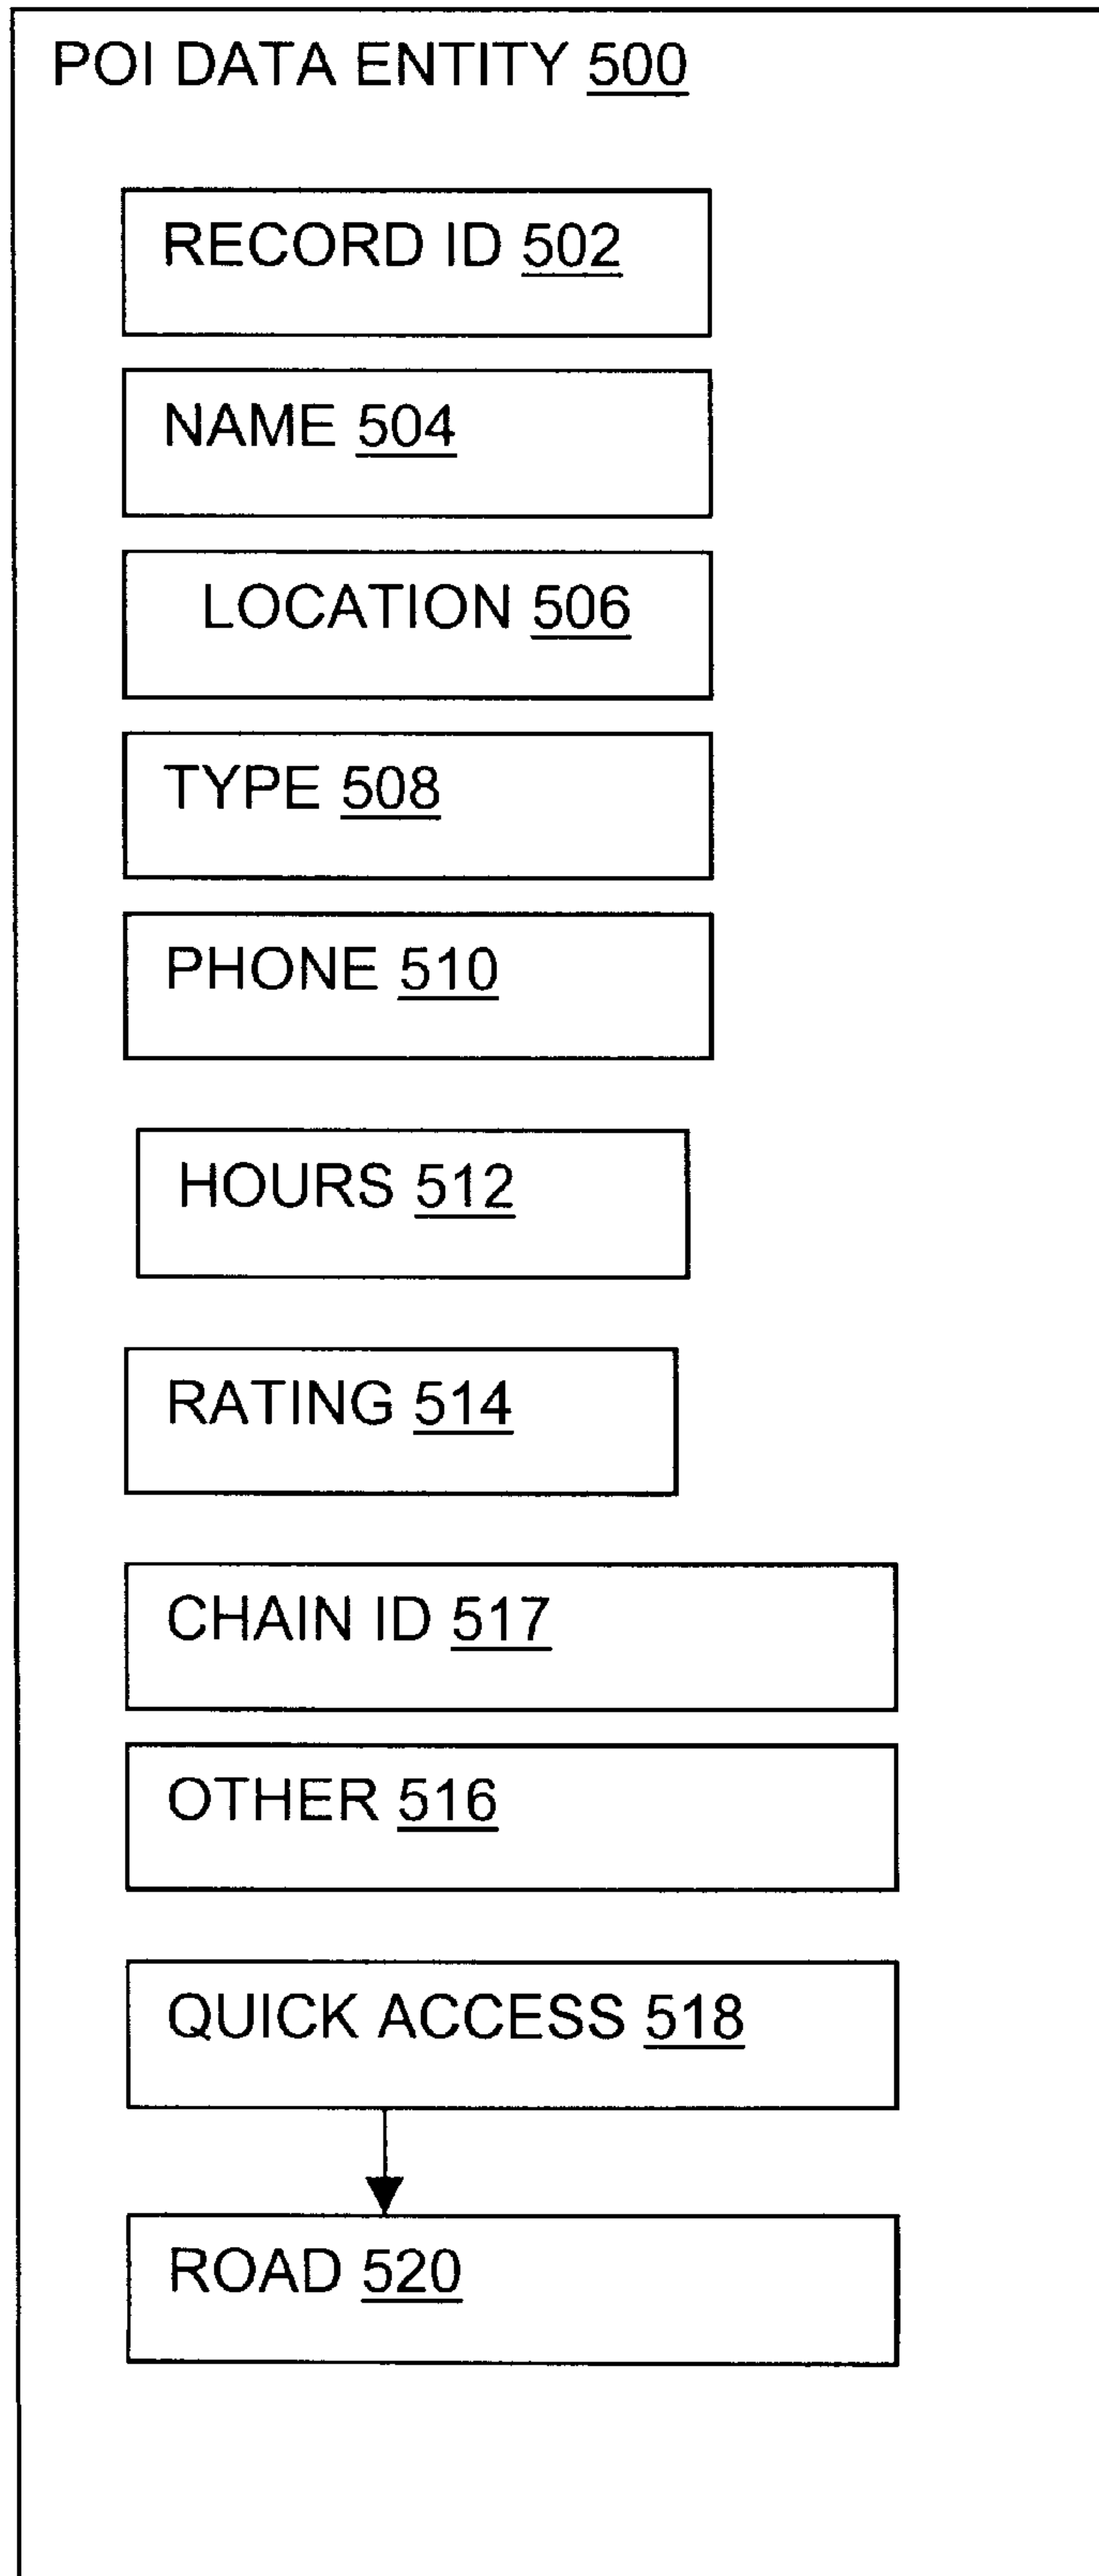 POI DATA ENTITY 500
RECORD ID 502
NAME 504
LOCATION 506
TYPE 508
PHONE 510
HOURS 512
RATING 514
CHAIN ID 517
OTHER 516
QUICK ACCESS 518
ROAD 520